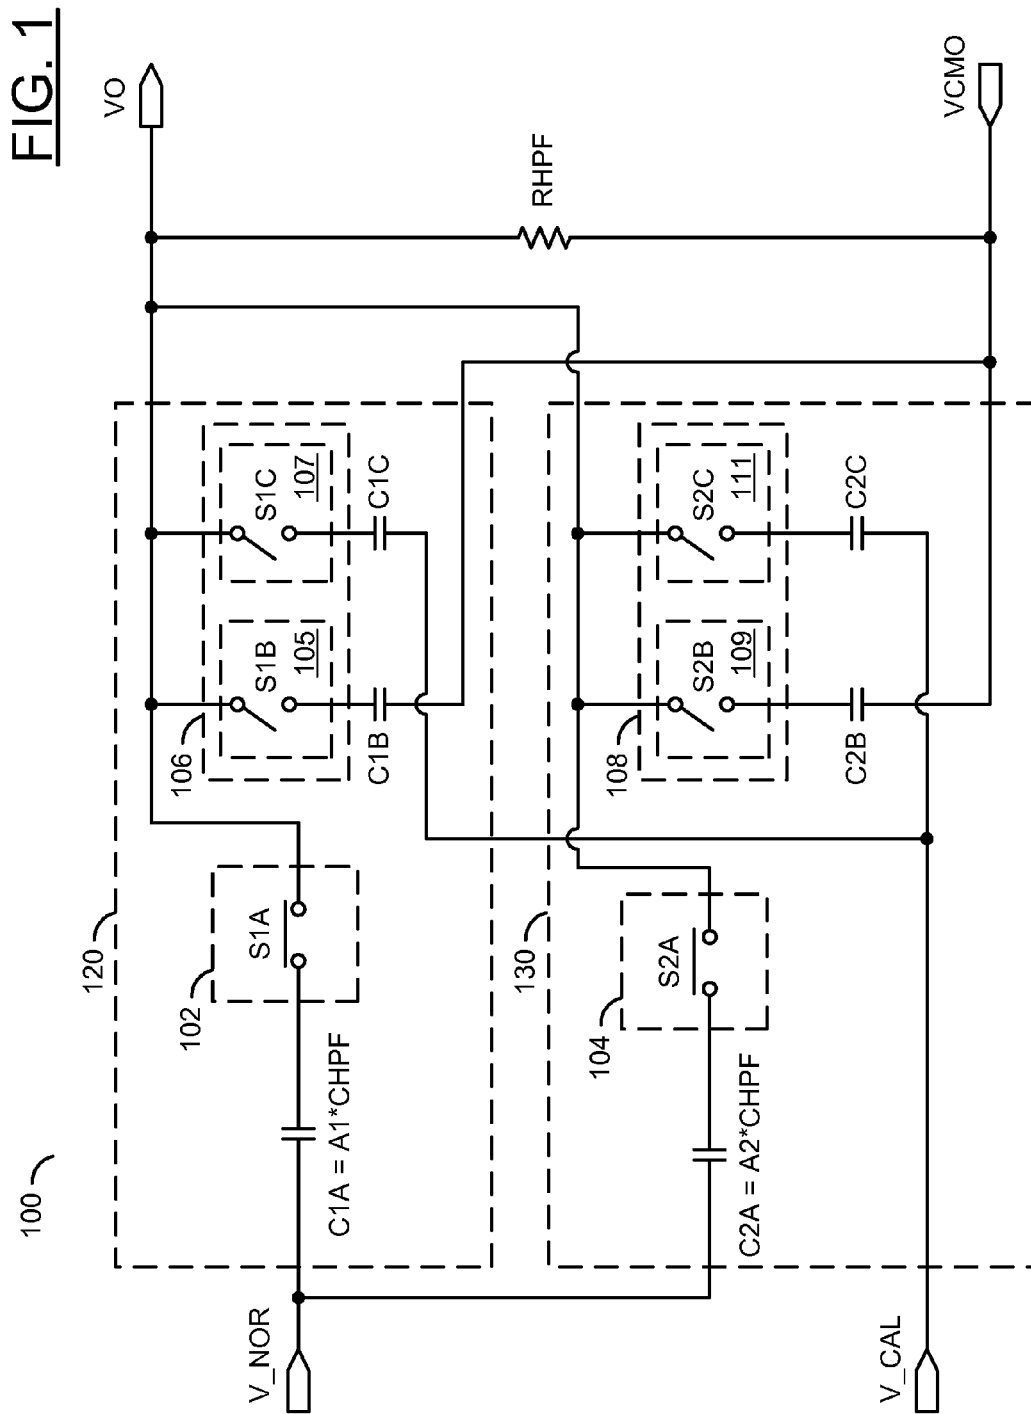 FIG. 1
100
120
VO
V_NOR
C1A = A1*CHPF
102
S1A
106
S1B
105
S1C
107
C1B
C1C
RHPF
130
104
S2A
C2A = A2*CHPF
108
S2B
109
S2C
111
C2B
C2C
V_CAL
VCMO